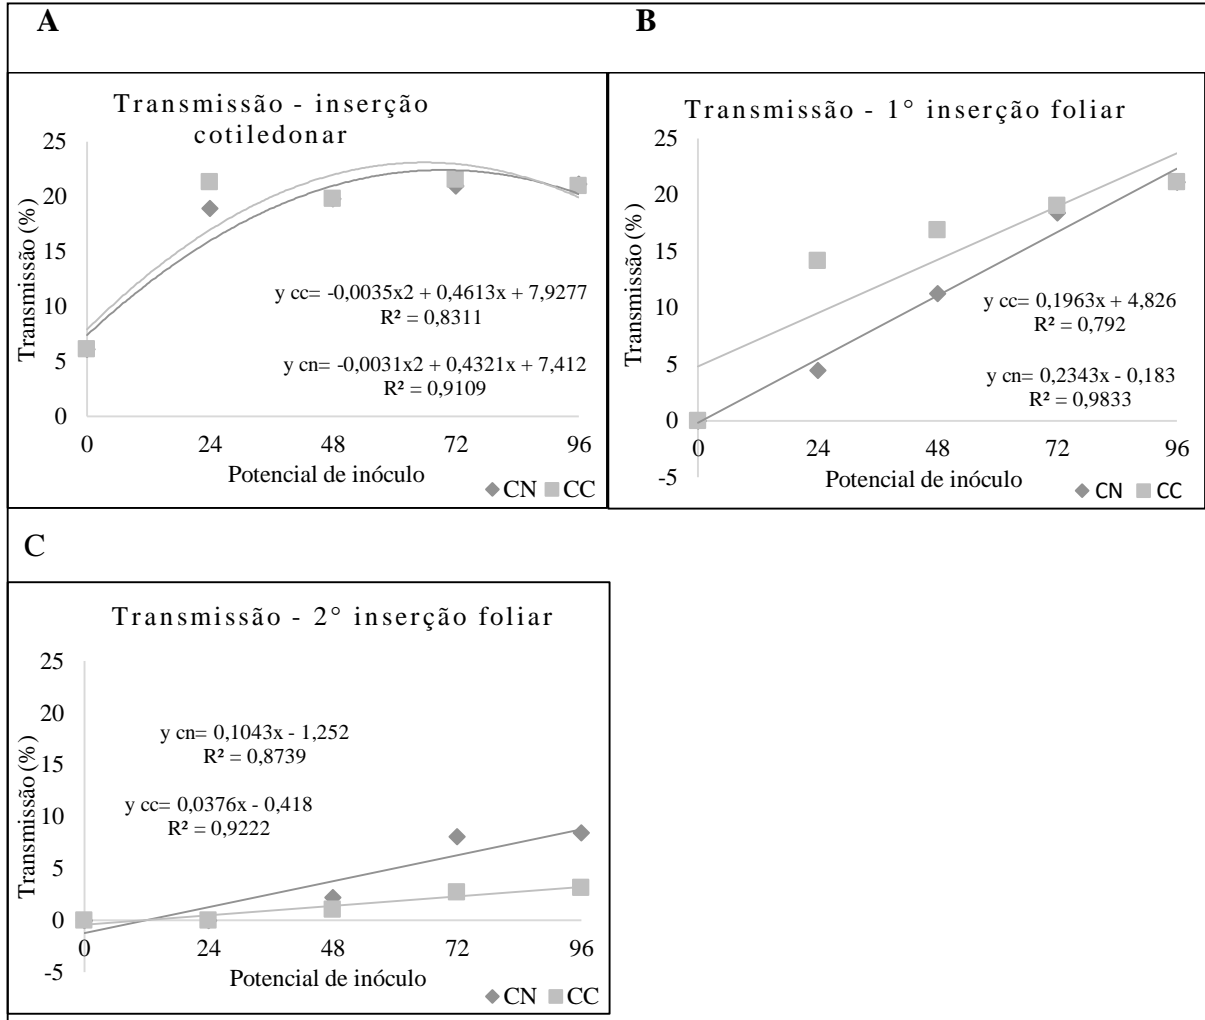 A
B
Transmissão - inserção
cotiledonar
25
20
15
10
5
0
Transmissão (%)
y cc= -0,0035x2 + 0,4613x + 7,9277
R² = 0,8311
y cn= -0,0031x2 + 0,4321x + 7,412
R² = 0,9109
0 24 48 72 96
Potencial de inóculo
CN CC
Transmissão - 1° inserção foliar
25
20
15
10
5
0
-5
Transmissão (%)
y cc= 0,1963x + 4,826
R² = 0,792
y cn= 0,2343x - 0,183
R² = 0,9833
0 24 48 72 96
Potencial de inóculo
CN CC
C
Transmissão - 2° inserção foliar
25
20
15
10
5
0
-5
Transmissão (%)
y cn= 0,1043x - 1,252
R² = 0,8739
y cc= 0,0376x - 0,418
R² = 0,9222
0 24 48 72 96
Potencial de inóculo
CN CC